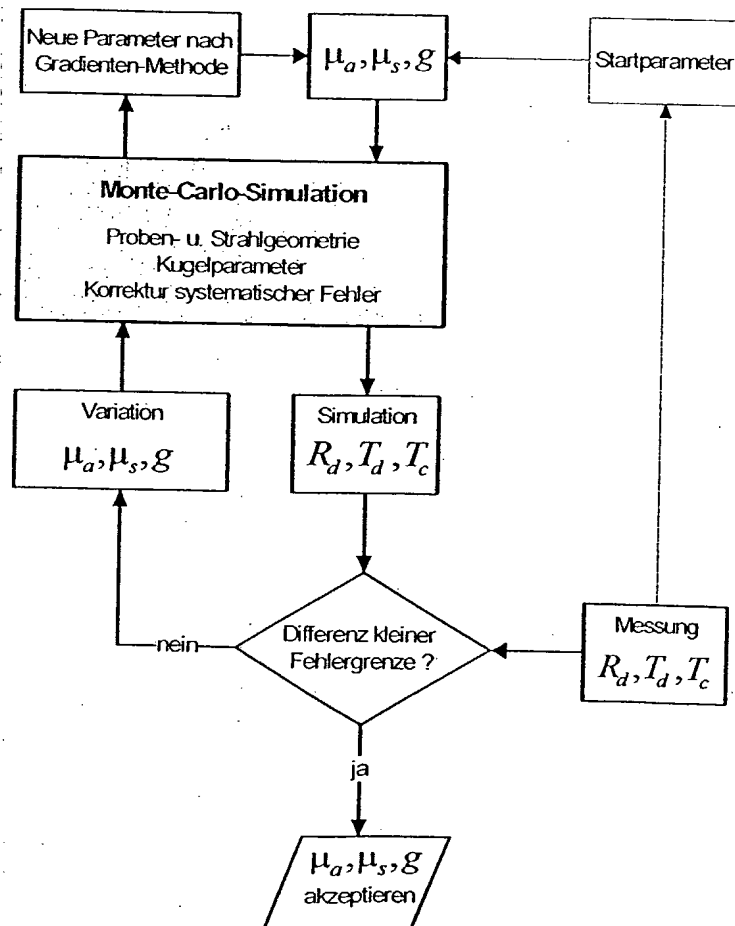 Neue Parameter nach
Gradienten-Methode
μa, μs, g
Startparameter
Monte-Carlo-Simulation
Proben- u. Strahlgeometrie
Kugelparameter
Korrektur systematischer Fehler
Variation
μa, μs, g
Simulation
Rd, Td, Tc
nein
Differenz kleiner
Fehlergrenze ?
Messung
Rd, Td, Tc
ja
μa, μs, g
akzeptieren